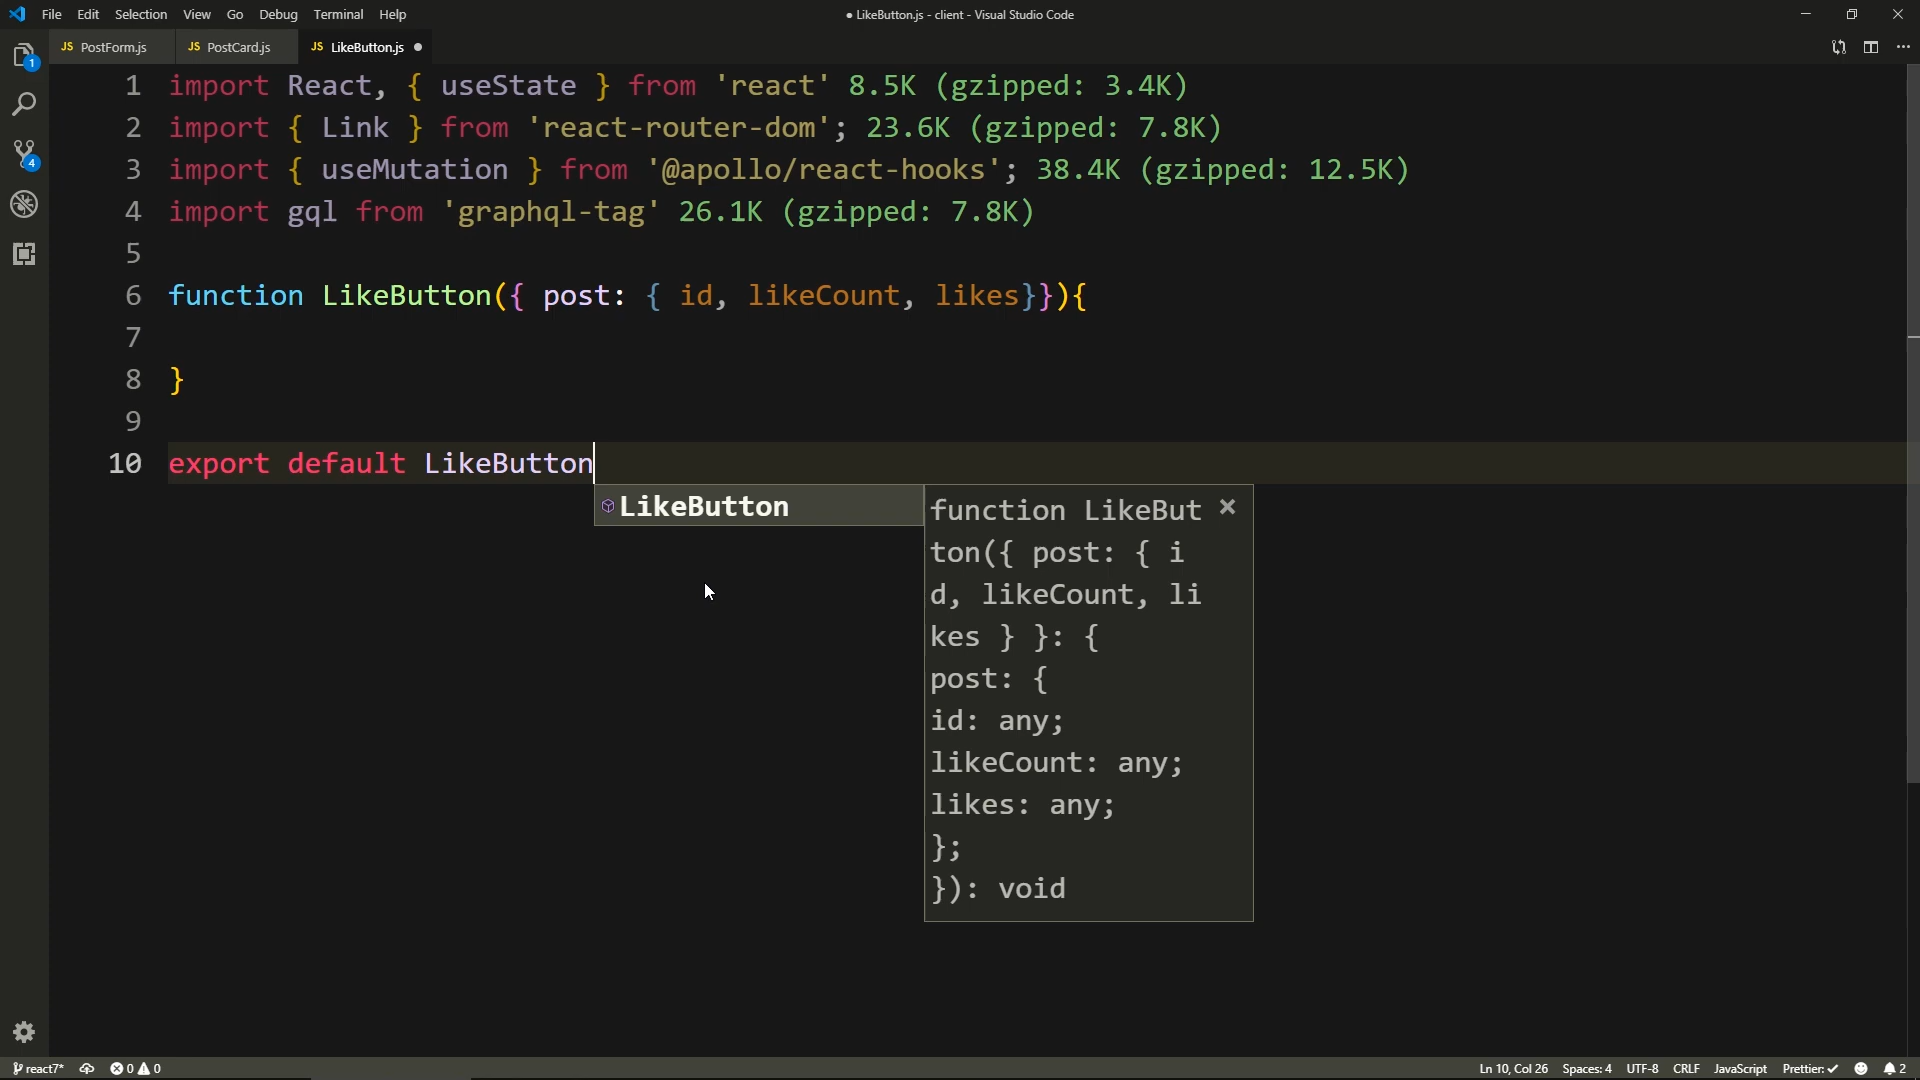 File Edit Selection View Go Debug Terminal Help
● LikeButton.js - client - Visual Studio Code
JS PostForm.js JS PostCard.js JS LikeButton.js ●
1
4
1 import React, { useState } from 'react' 8.5K (gzipped: 3.4K)
2 import { Link } from 'react-router-dom'; 23.6K (gzipped: 7.8K)
3 import { useMutation } from '@apollo/react-hooks'; 38.4K (gzipped: 12.5K)
4 import gql from 'graphql-tag' 26.1K (gzipped: 7.8K)
5
6 function LikeButton({ post: { id, likeCount, likes}}){
7
8 }
9
10 export default LikeButton
LikeButton
function LikeBut
ton({ post: { i
d, likeCount, li
kes } }: {
post: {
id: any;
likeCount: any;
likes: any;
};
}): void
react7* 0 0 Ln 10, Col 26 Spaces: 4 UTF-8 CRLF JavaScript Prettier: ✓ 2